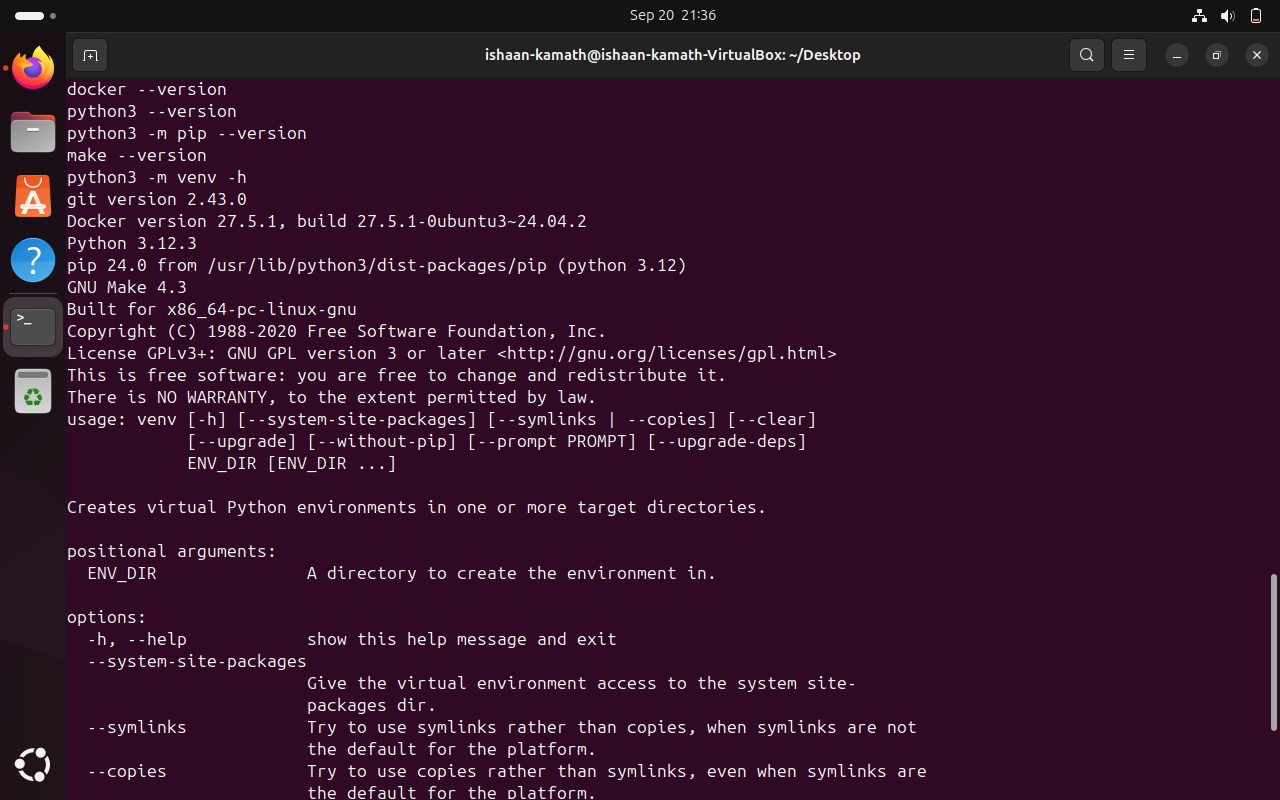 Sep 20 21:36
ishaan-kamath@ishaan-kamath-VirtualBox: ~/Desktop
docker --version
python3 --version
python3 -m pip --version
make --version
python3 -m venv -h
git version 2.43.0
Docker version 27.5.1, build 27.5.1-0ubuntu3~24.04.2
Python 3.12.3
pip 24.0 from /usr/lib/python3/dist-packages/pip (python 3.12)
GNU Make 4.3
Built for x86_64-pc-linux-gnu
Copyright (C) 1988-2020 Free Software Foundation, Inc.
License GPLv3+: GNU GPL version 3 or later <http://gnu.org/licenses/gpl.html>
This is free software: you are free to change and redistribute it.
There is NO WARRANTY, to the extent permitted by law.
usage: venv [-h] [--system-site-packages] [--symlinks | --copies] [--clear]
            [--upgrade] [--without-pip] [--prompt PROMPT] [--upgrade-deps]
            ENV_DIR [ENV_DIR ...]

Creates virtual Python environments in one or more target directories.

positional arguments:
  ENV_DIR               A directory to create the environment in.

options:
  -h, --help            show this help message and exit
  --system-site-packages
                        Give the virtual environment access to the system site-
                        packages dir.
  --symlinks            Try to use symlinks rather than copies, when symlinks are not
                        the default for the platform.
  --copies              Try to use copies rather than symlinks, even when symlinks are
                        the default for the platform.